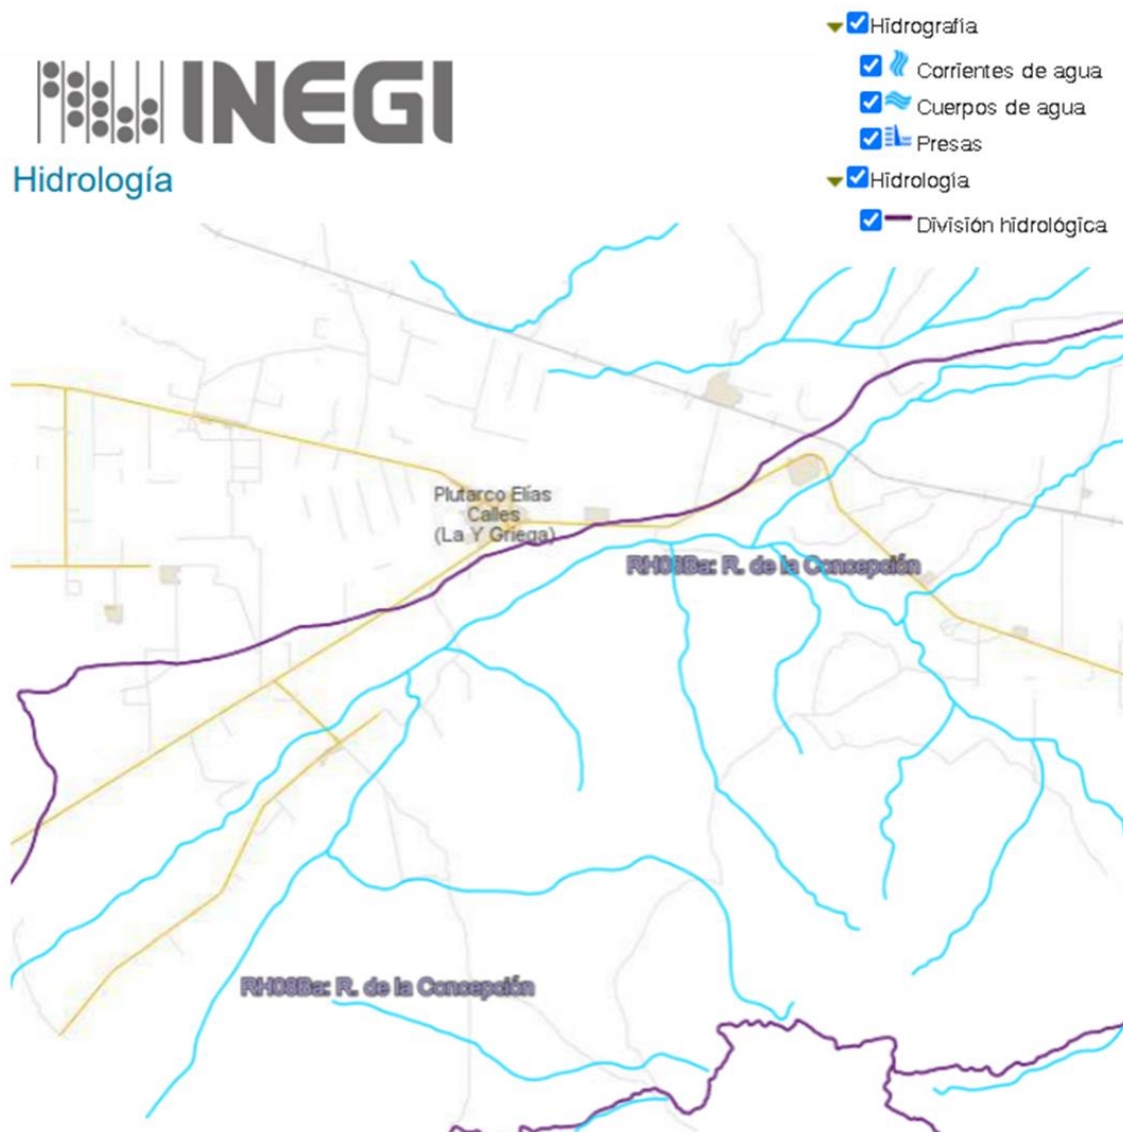 INEGI
Hidrología
Hidrografía
Corrientes de agua
Cuerpos de agua
Presas
Hidrología
División hidrológica
Plutarco Elías
Calles
(La Y Griega)
RH08Ba: R. de la Concepción
RH08Ba: R. de la Concepción